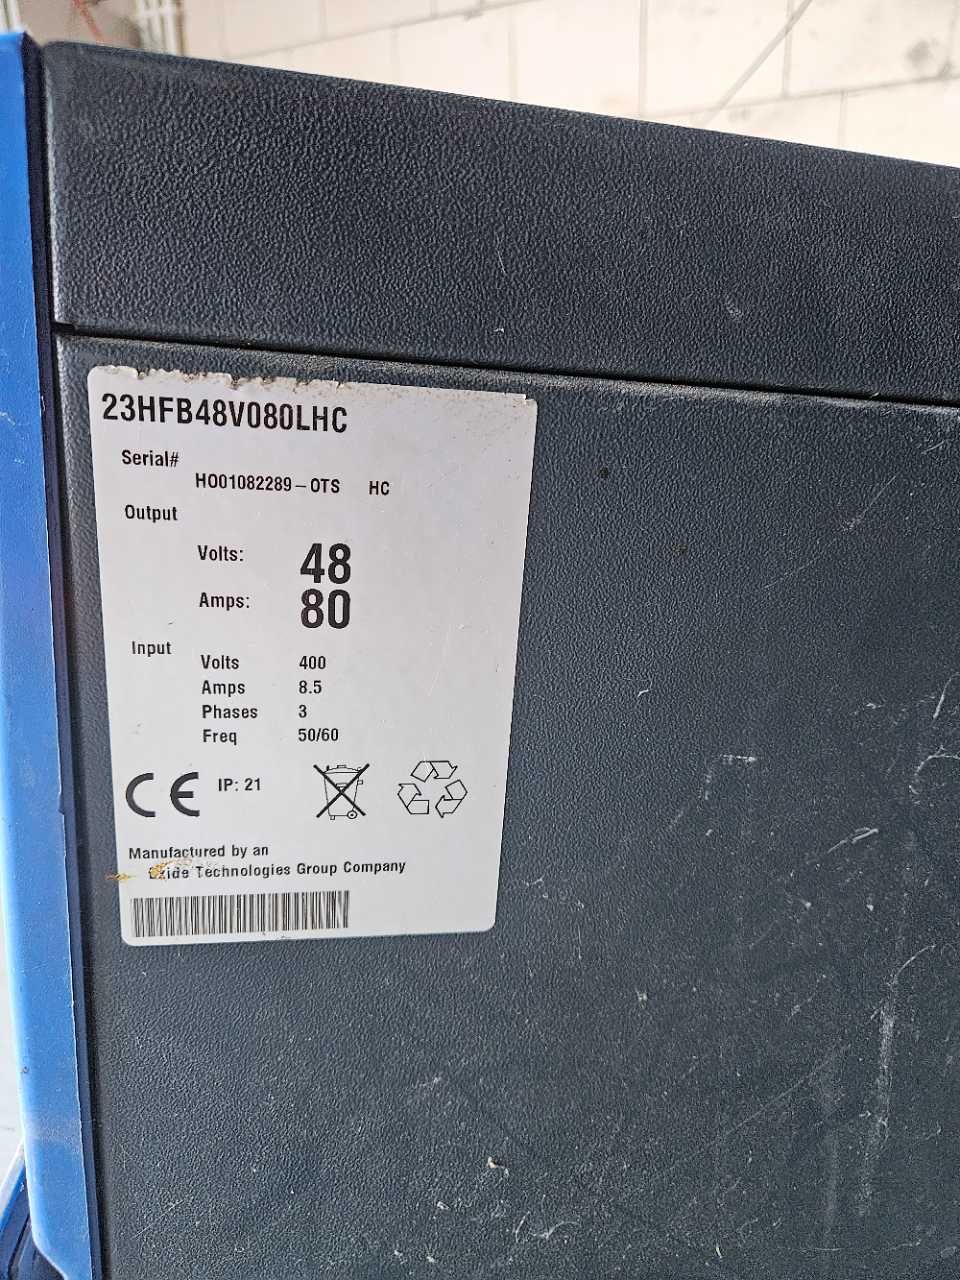 23HFB48V080LHC
Serial#
HO01082289-OTS HC
Output
Volts: 48
Amps: 80
Input
Volts 400
Amps 8.5
Phases 3
Freq 50/60
CE IP: 21
Manufactured by an
Exide Technologies Group Company